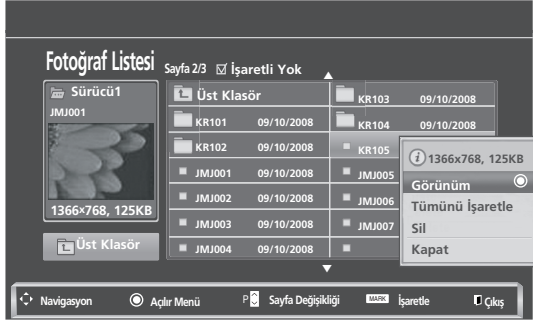 Fotoğraf Listesi
Sayfa 2/3 İşaretli Yok
Sürücü1
JMJ001
1366×768, 125KB
Üst Klasör
Üst Klasör
KR101 09/10/2008
KR102 09/10/2008
JMJ001 09/10/2008
JMJ002 09/10/2008
JMJ003 09/10/2008
JMJ004 09/10/2008
KR103 09/10/2008
KR104 09/10/2008
KR105
JMJ005
JMJ006
JMJ007
1366x768, 125KB
Görünüm
Tümünü İşaretle
Sil
Kapat
Navigasyon Açılır Menü P Sayfa Değişikliği MARK İşaretle Çıkış